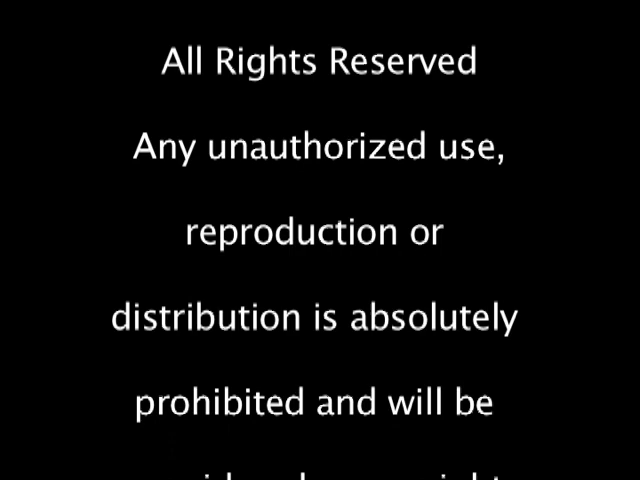 All Rights Reserved
Any unauthorized use,
reproduction or
distribution is absolutely
prohibited and will be